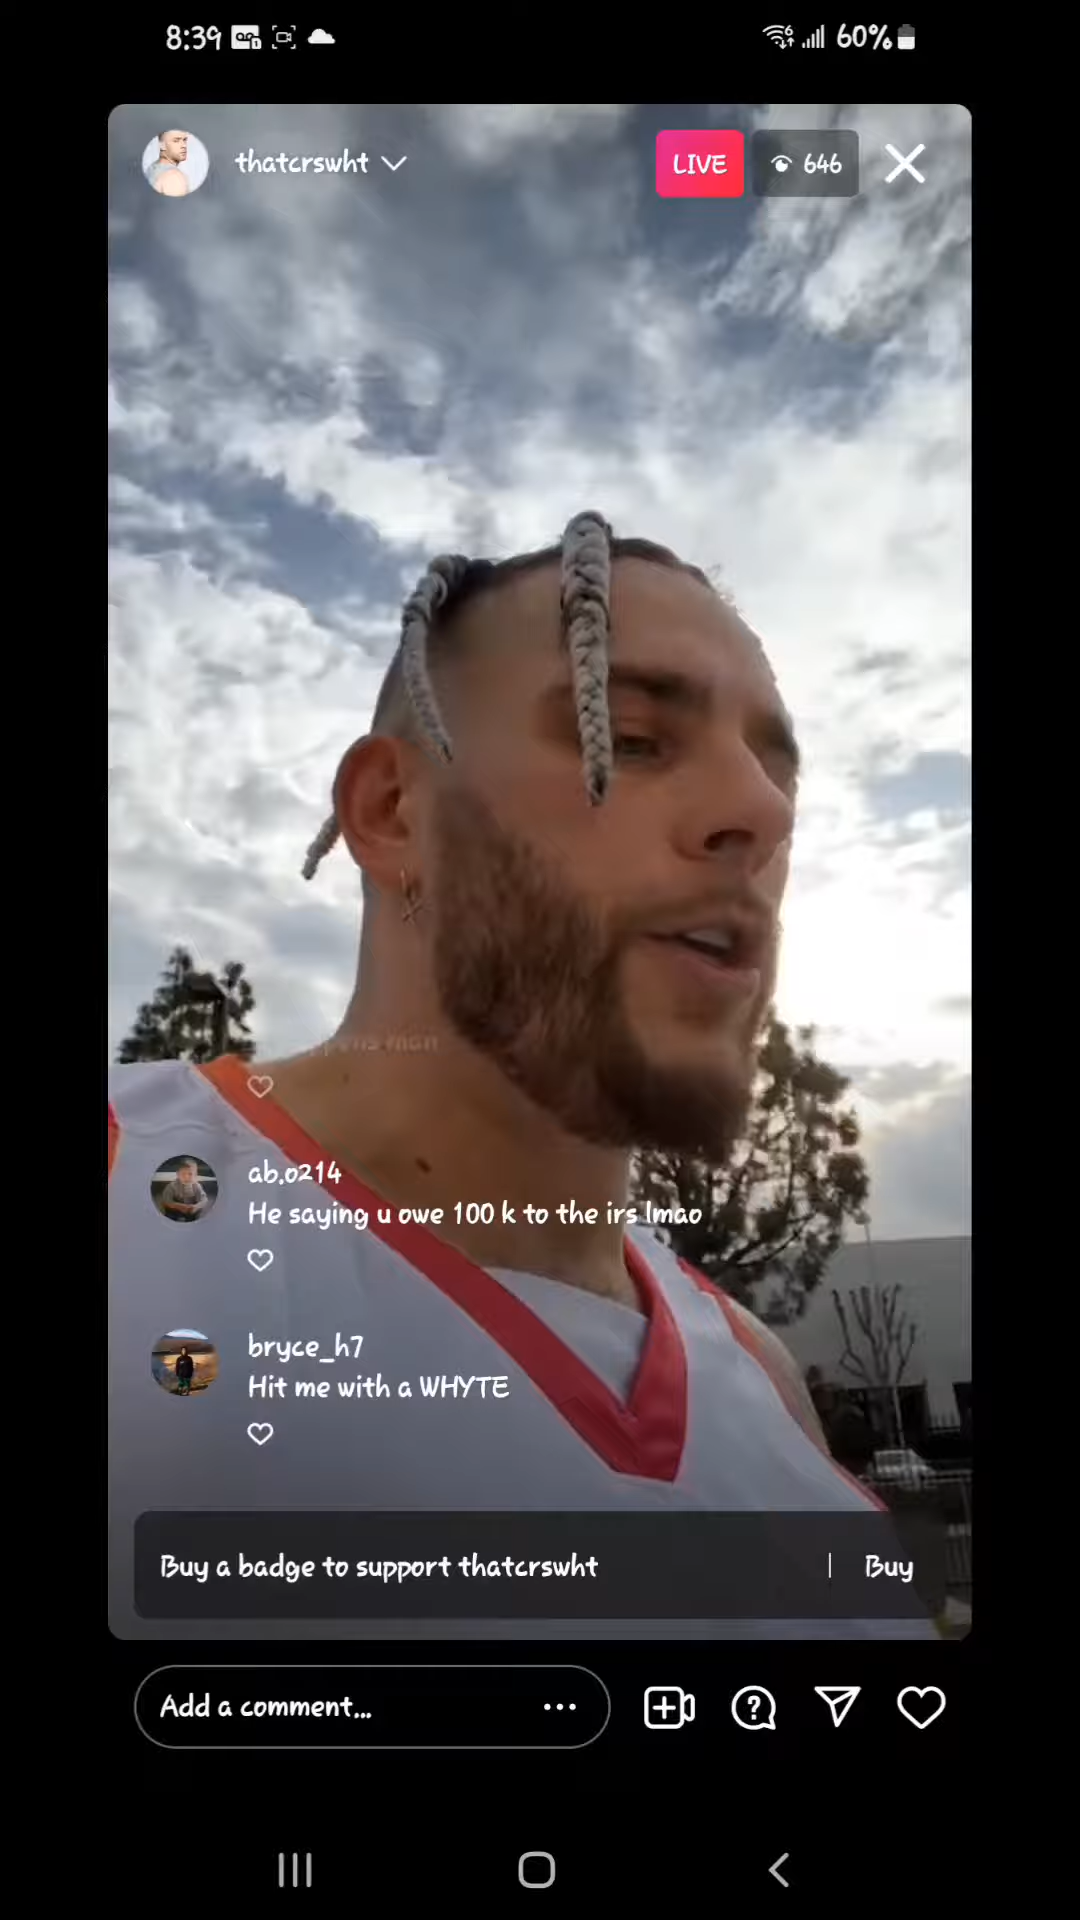 8:39
60%
thatcrswht
LIVE
646
ab.o214
He saying u owe 100 k to the irs lmao
bryce_h7
Hit me with a WHYTE
Buy a badge to support thatcrswht | Buy
Add a comment...